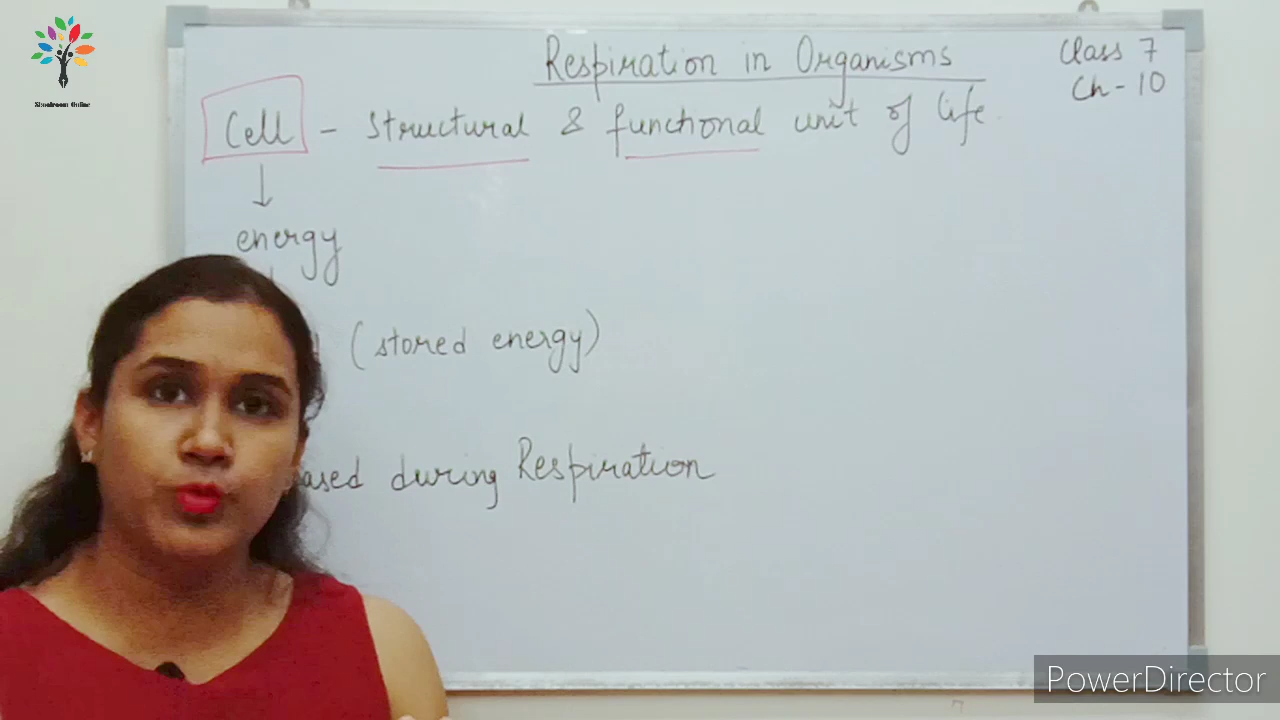 Respiration in Organisms
Class 7
Ch - 10
Cell - Structural & functional unit of life.
energy
(stored energy)
ased during Respiration
PowerDirector